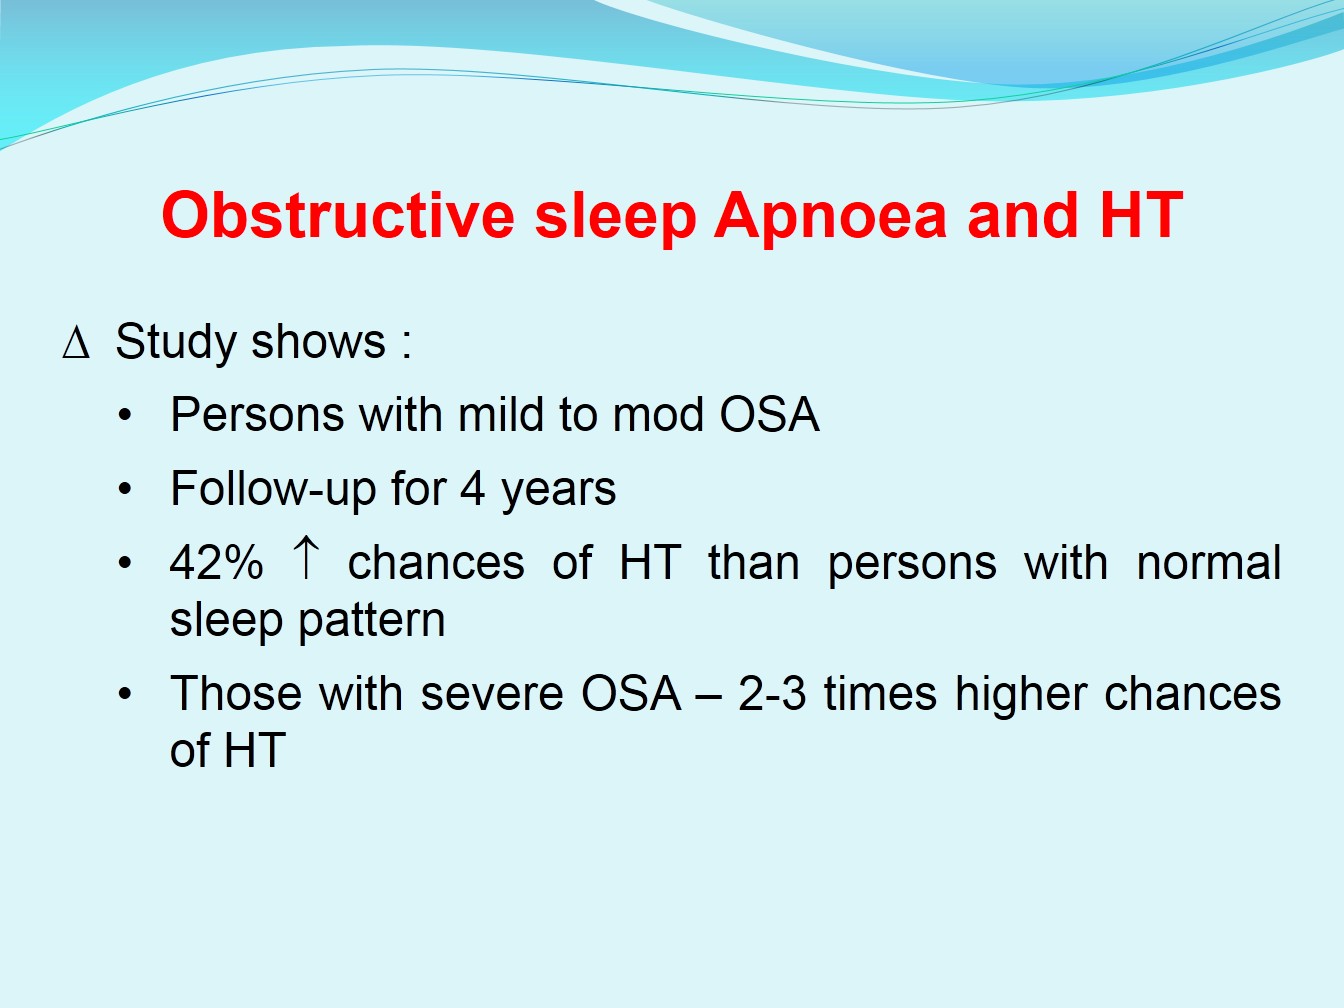 Obstructive sleep Apnoea and HT
Δ Study shows :
• Persons with mild to mod OSA
• Follow-up for 4 years
• 42% ↑ chances of HT than persons with normal
sleep pattern
• Those with severe OSA – 2-3 times higher chances
of HT